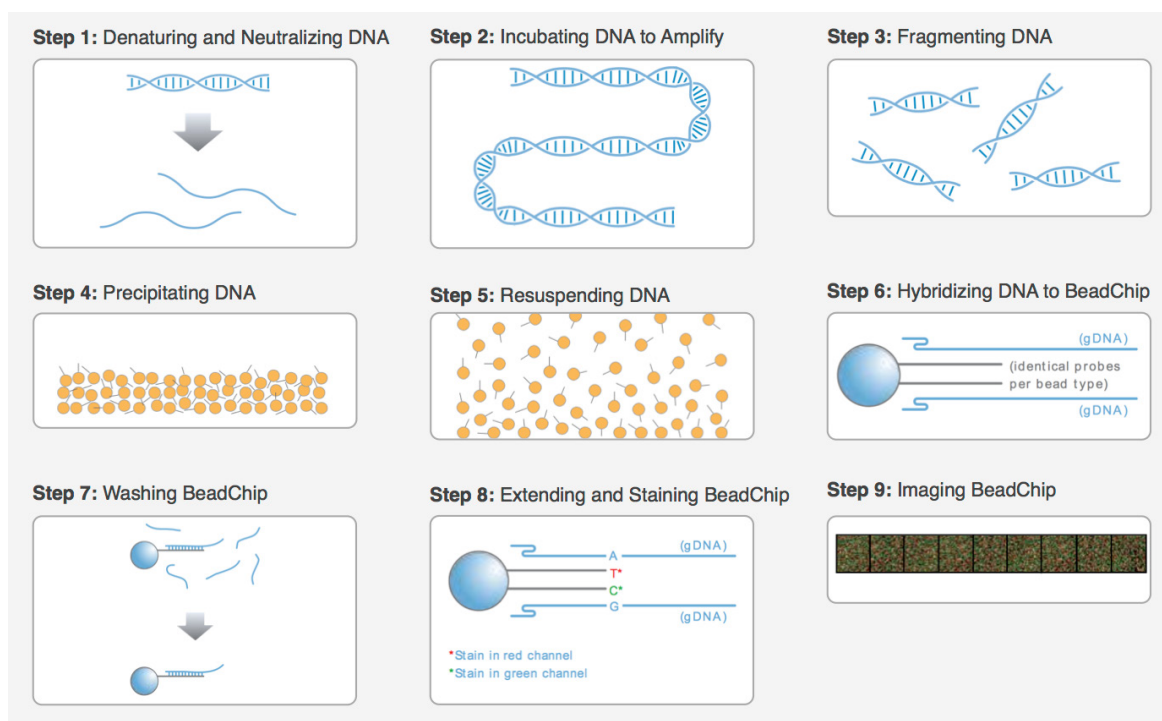 Step 1: Denaturing and Neutralizing DNA
Step 2: Incubating DNA to Amplify
Step 3: Fragmenting DNA
Step 4: Precipitating DNA
Step 5: Resuspending DNA
Step 6: Hybridizing DNA to BeadChip
(gDNA)
(identical probes
per bead type)
(gDNA)
Step 7: Washing BeadChip
Step 8: Extending and Staining BeadChip
(gDNA)
A
T*
C*
G
(gDNA)
*Stain in red channel
*Stain in green channel
Step 9: Imaging BeadChip